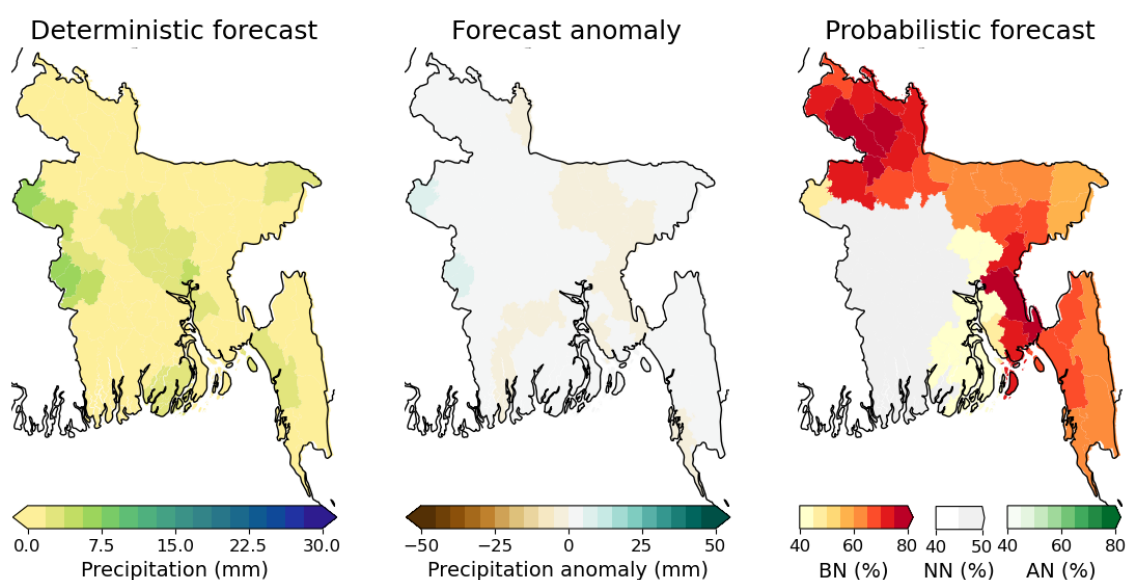 Deterministic forecast
Forecast anomaly
Probabilistic forecast
0.0 7.5 15.0 22.5 30.0
Precipitation (mm)
−50 −25 0 25 50
Precipitation anomaly (mm)
40 60 80
BN (%)
40 50
NN (%)
40 60 80
AN (%)